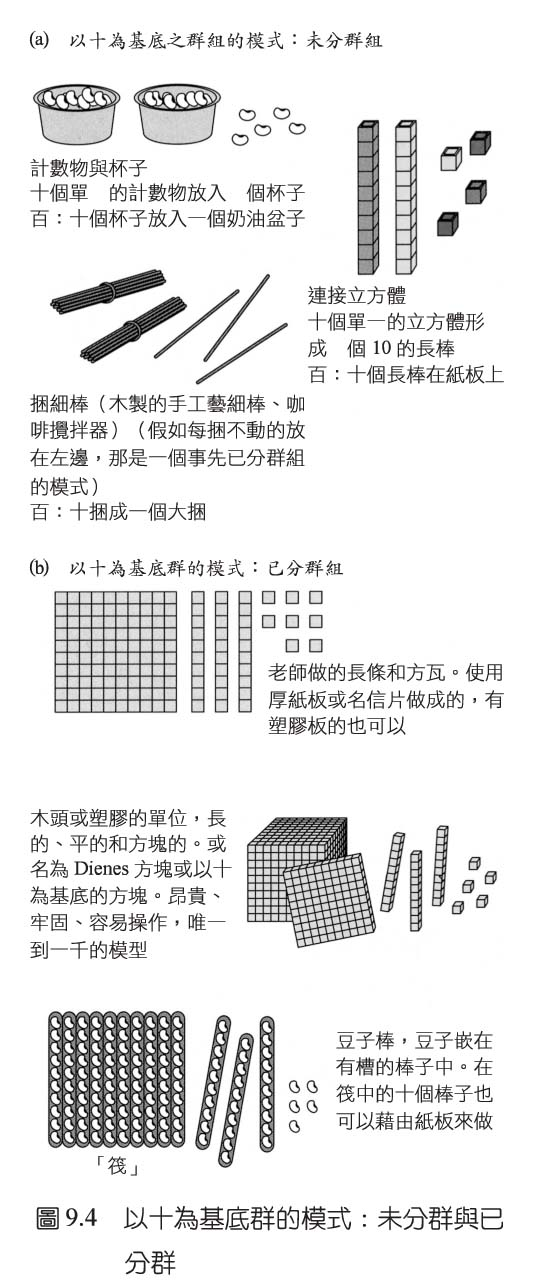 (a) 以十為基底之群組的模式：未分群組
計數物與杯子
十個單 的計數物放入 個杯子
百：十個杯子放入一個奶油盆子
連接立方體
十個單一的立方體形
成 個 10 的長棒
百：十個長棒在紙板上
捆細棒（木製的手工藝細棒、咖
啡攪拌器）（假如每捆不動的放
在左邊，那是一個事先已分群組
的模式）
百：十捆成一個大捆
(b) 以十為基底群的模式：已分群組
老師做的長條和方瓦。使用
厚紙板或名信片做成的，有
塑膠板的也可以
木頭或塑膠的單位，長
的、平的和方塊的。或
名為 Dienes 方塊或以十
為基底的方塊。昂貴、
牢固、容易操作，唯一
到一千的模型
豆子棒，豆子嵌在
有槽的棒子中。在
筏中的十個棒子也
可以藉由紙板來做
「筏」
圖 9.4 以十為基底群的模式：未分群與已
分群